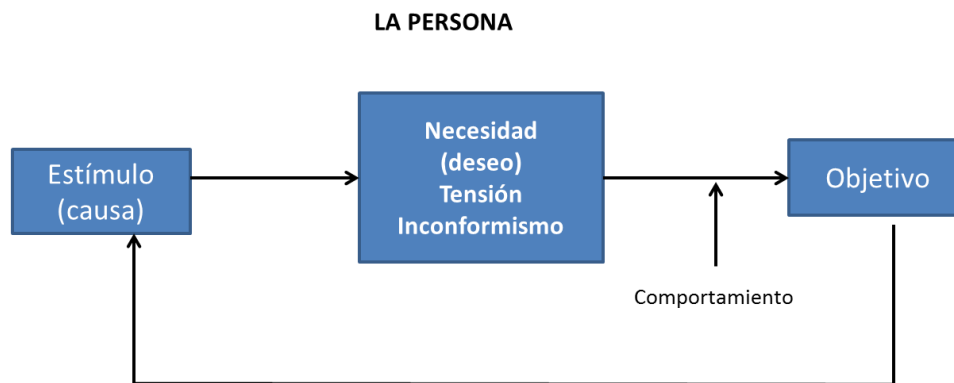 LA PERSONA
Estímulo
(causa)
Necesidad
(deseo)
Tensión
Inconformismo
Objetivo
Comportamiento